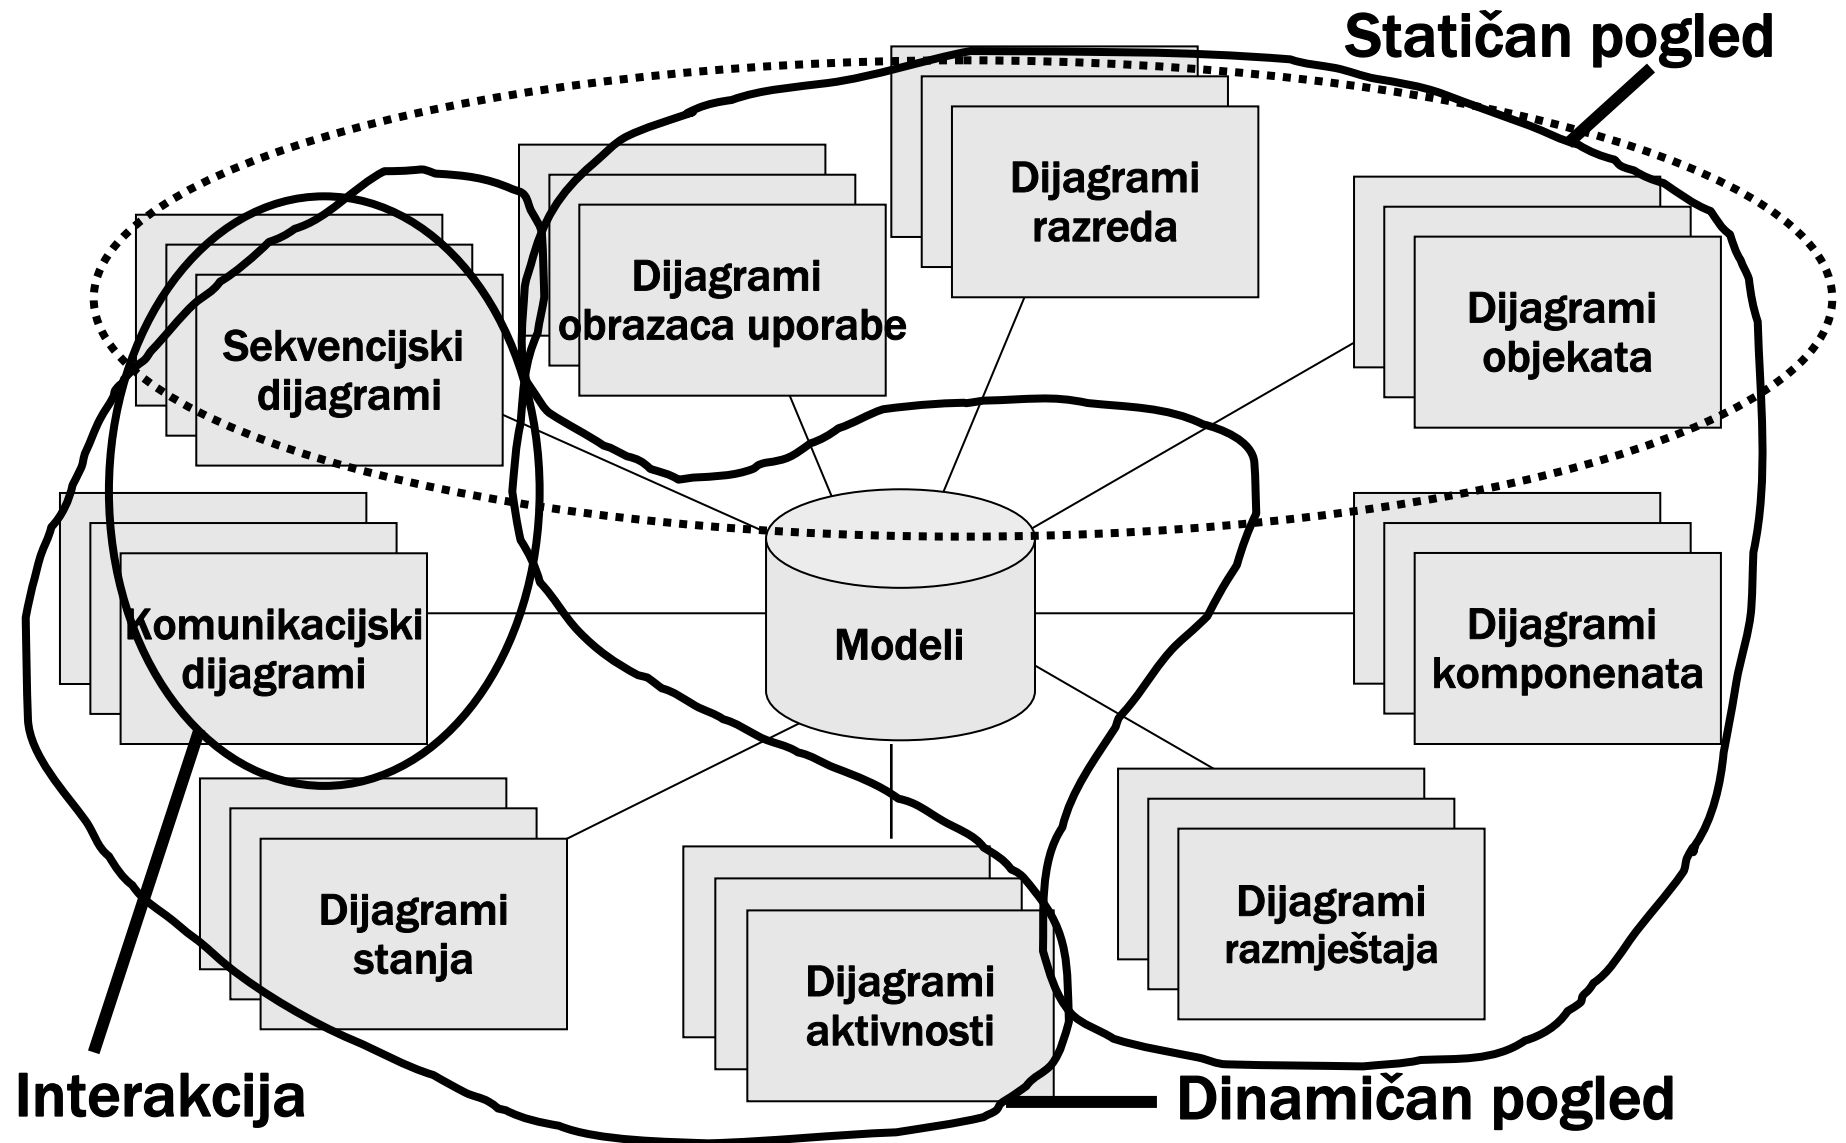 Statičan pogled
Dijagrami
razreda
Dijagrami
obrazaca uporabe
Dijagrami
objekata
Sekvencijski
dijagrami
Komunikacijski
dijagrami
Modeli
Dijagrami
komponenata
Dijagrami
stanja
Dijagrami
aktivnosti
Dijagrami
razmještaja
Interakcija
Dinamičan pogled